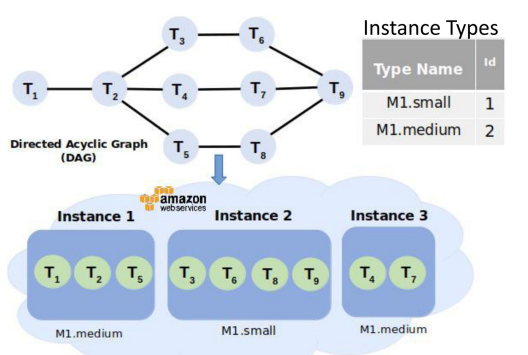 Instance Types
Type Name Id
M1.small 1
M1.medium 2
T3 T6
T1 T2 T4 T7 T9
T5 T8
Directed Acyclic Graph
(DAG)
amazon
webservices
Instance 1 Instance 2 Instance 3
T1 T2 T5 T3 T6 T8 T9 T4 T7
M1.medium M1.small M1.medium